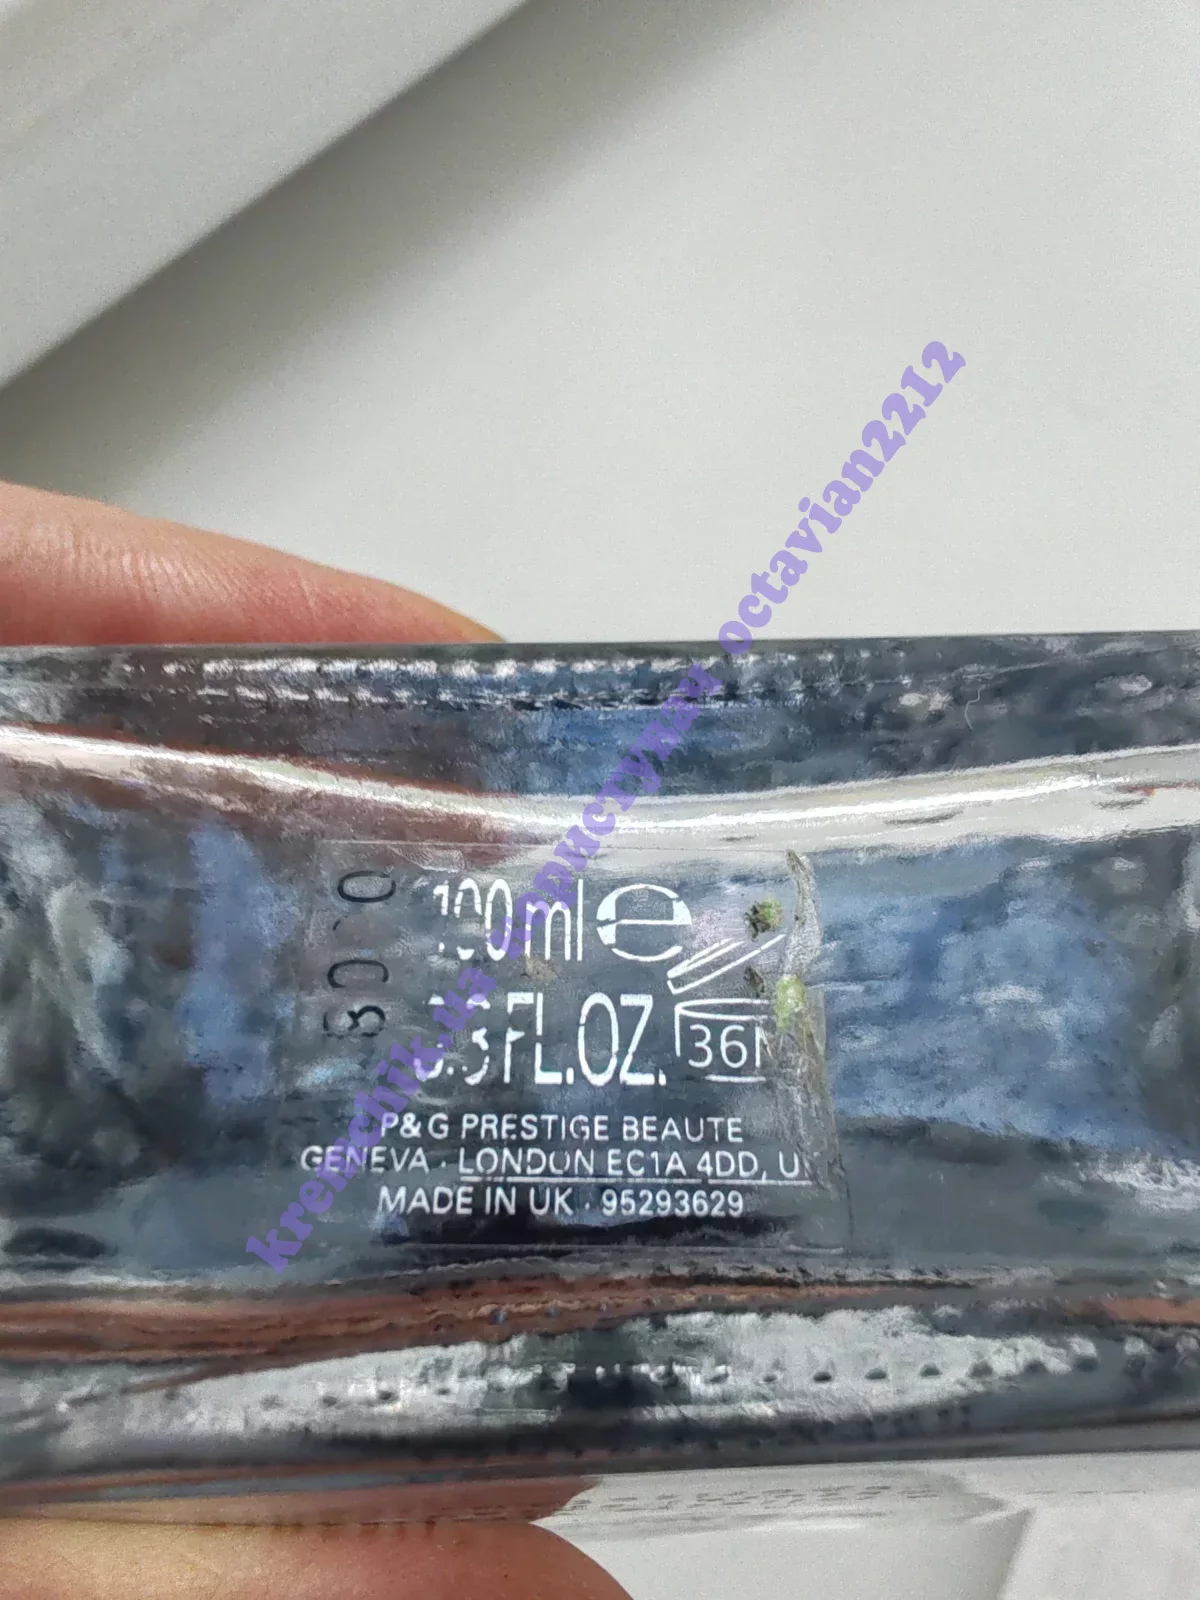 100ml e
3.3 FL.OZ. 36M
P&G PRESTIGE BEAUTE
GENEVA · LONDON EC1A 4DD, UK
MADE IN UK · 95293629
kremchik.ua користувач octavian2212